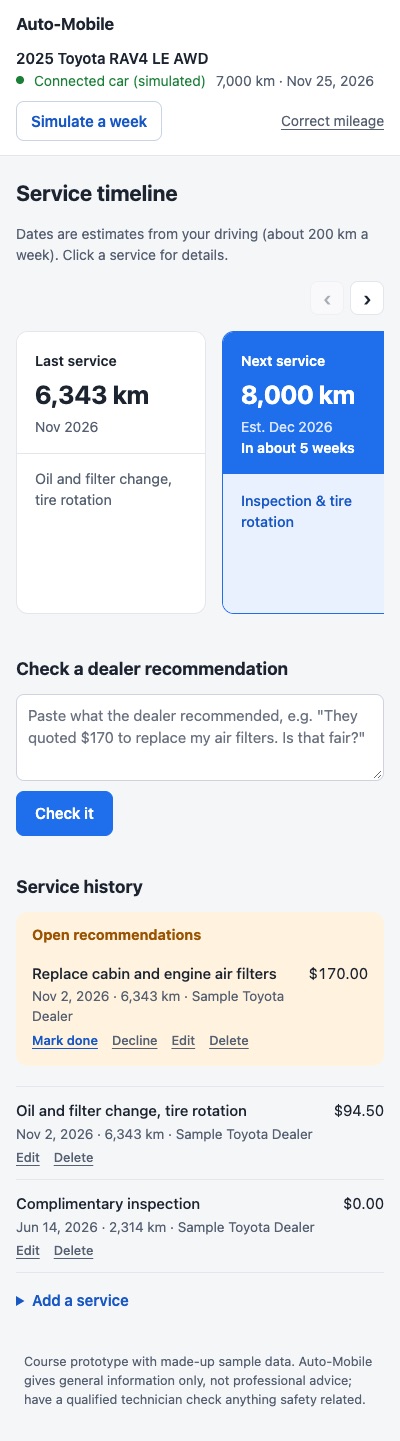 Auto-Mobile
2025 Toyota RAV4 LE AWD
Connected car (simulated) 7,000 km · Nov 25, 2026
Simulate a week
Correct mileage
Service timeline
Dates are estimates from your driving (about 200 km a
week). Click a service for details.
‹ ›
Last service
6,343 km
Nov 2026
Oil and filter change,
tire rotation
Next service
8,000 km
Est. Dec 2026
In about 5 weeks
Inspection & tire
rotation
Check a dealer recommendation
Paste what the dealer recommended, e.g. "They
quoted $170 to replace my air filters. Is that fair?"
Check it
Service history
Open recommendations
Replace cabin and engine air filters $170.00
Nov 2, 2026 · 6,343 km · Sample Toyota
Dealer
Mark done Decline Edit Delete
Oil and filter change, tire rotation $94.50
Nov 2, 2026 · 6,343 km · Sample Toyota Dealer
Edit Delete
Complimentary inspection $0.00
Jun 14, 2026 · 2,314 km · Sample Toyota Dealer
Edit Delete
Add a service
Course prototype with made-up sample data. Auto-Mobile
gives general information only, not professional advice;
have a qualified technician check anything safety related.